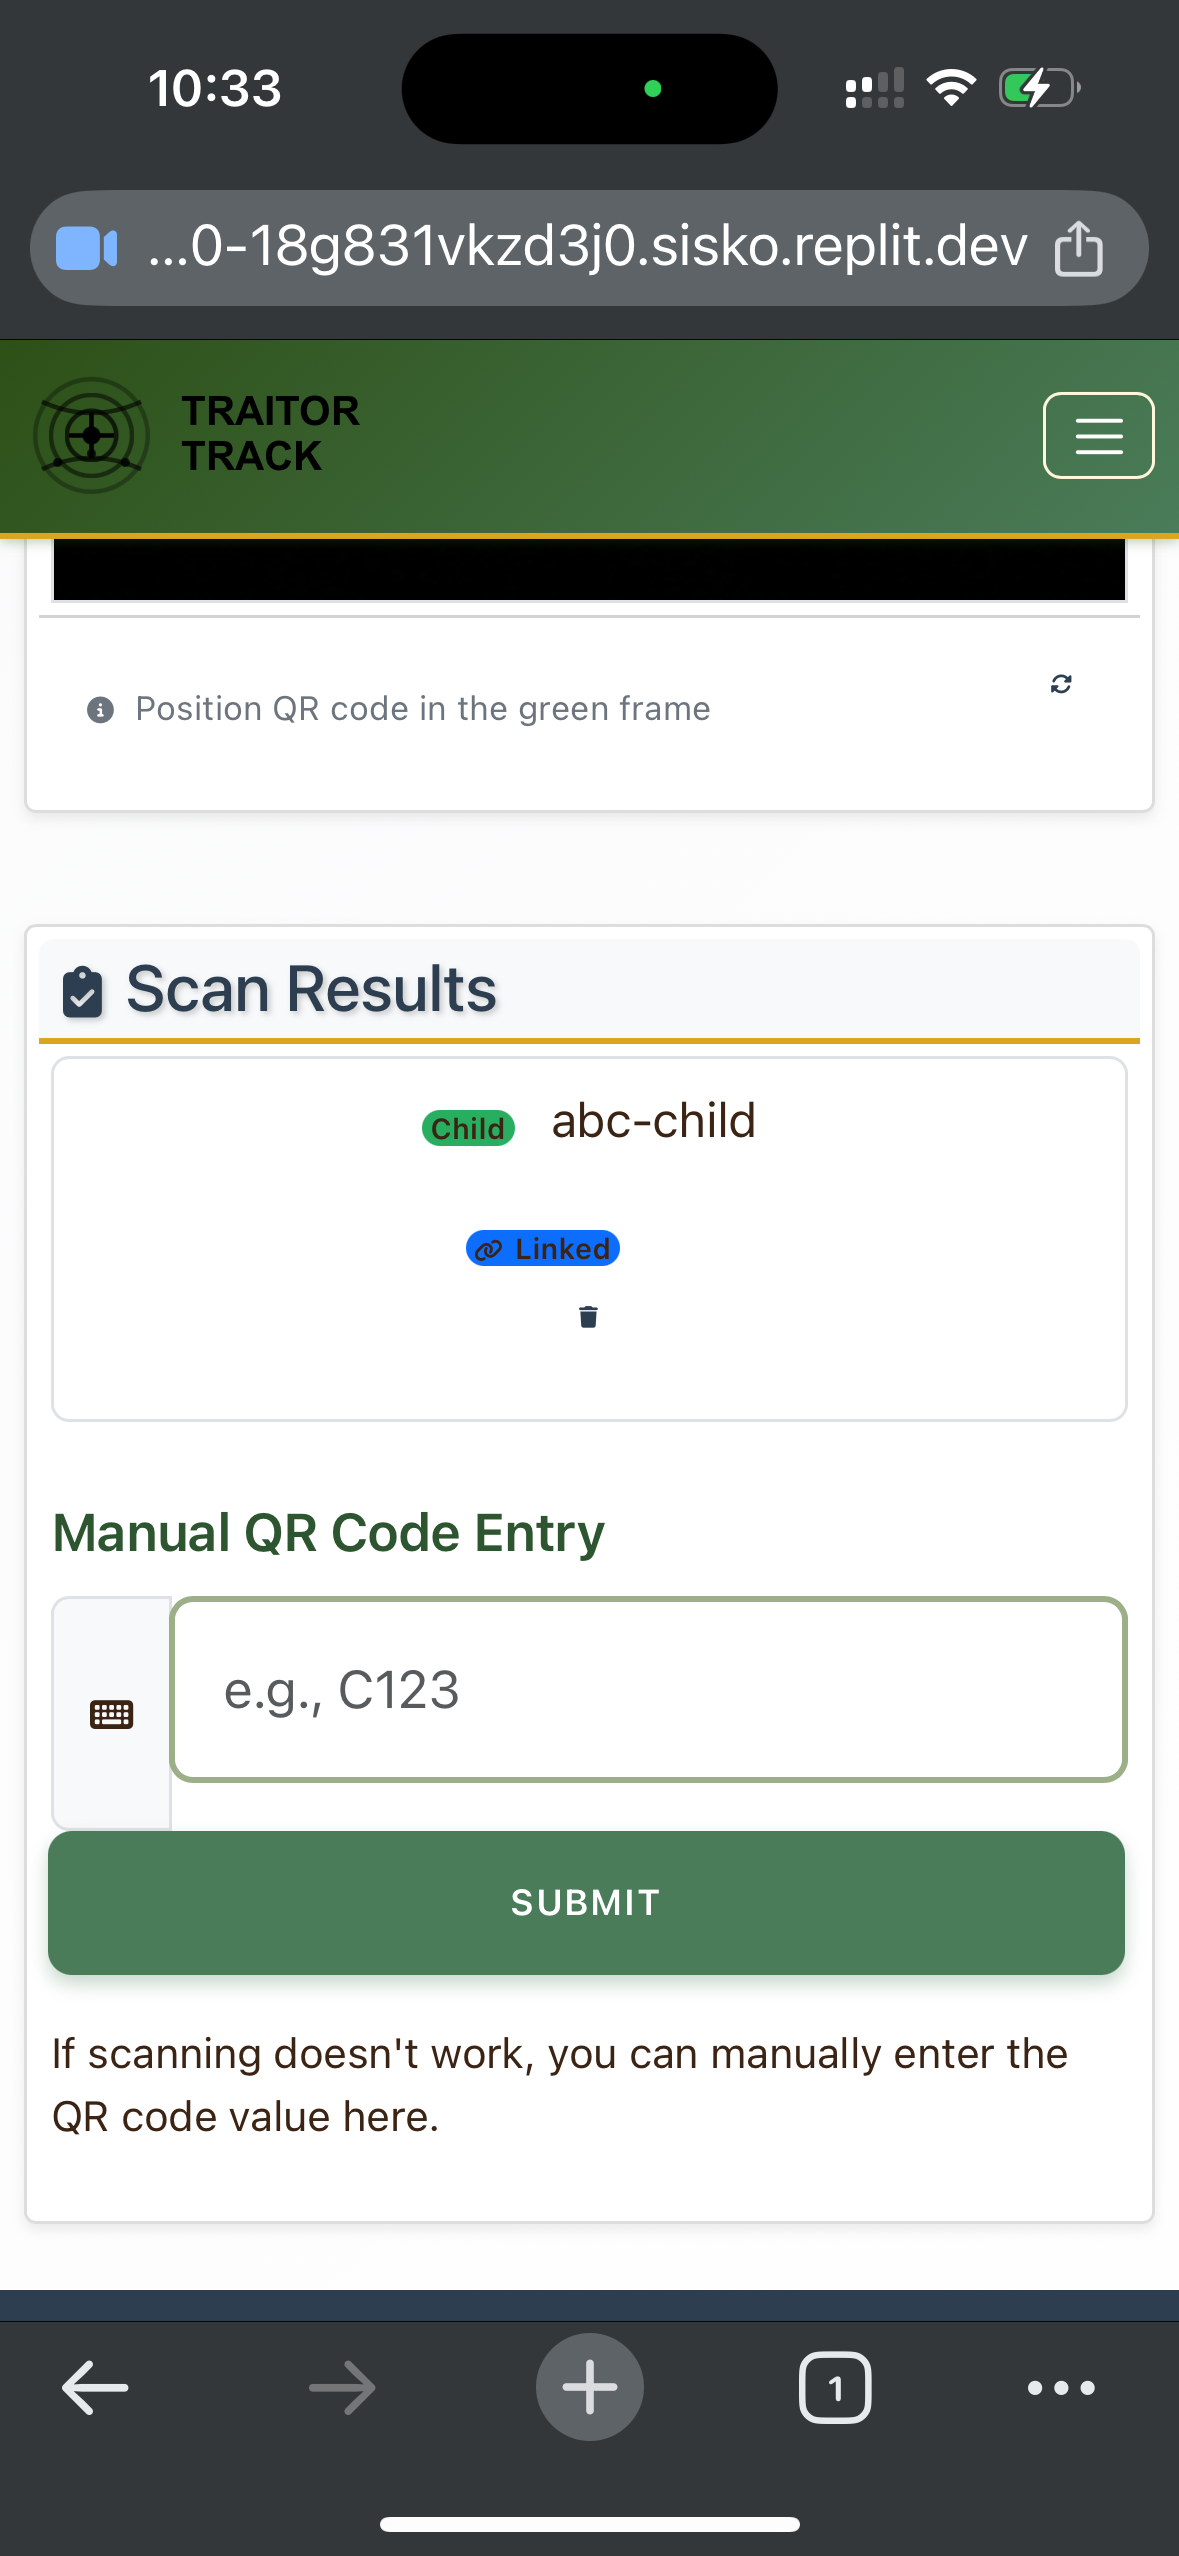 10:33
...0-18g831vkzd3j0.sisko.replit.dev
TRAITOR
TRACK
Position QR code in the green frame
Scan Results
Child abc-child
Linked
Manual QR Code Entry
e.g., C123
SUBMIT
If scanning doesn't work, you can manually enter the
QR code value here.
1